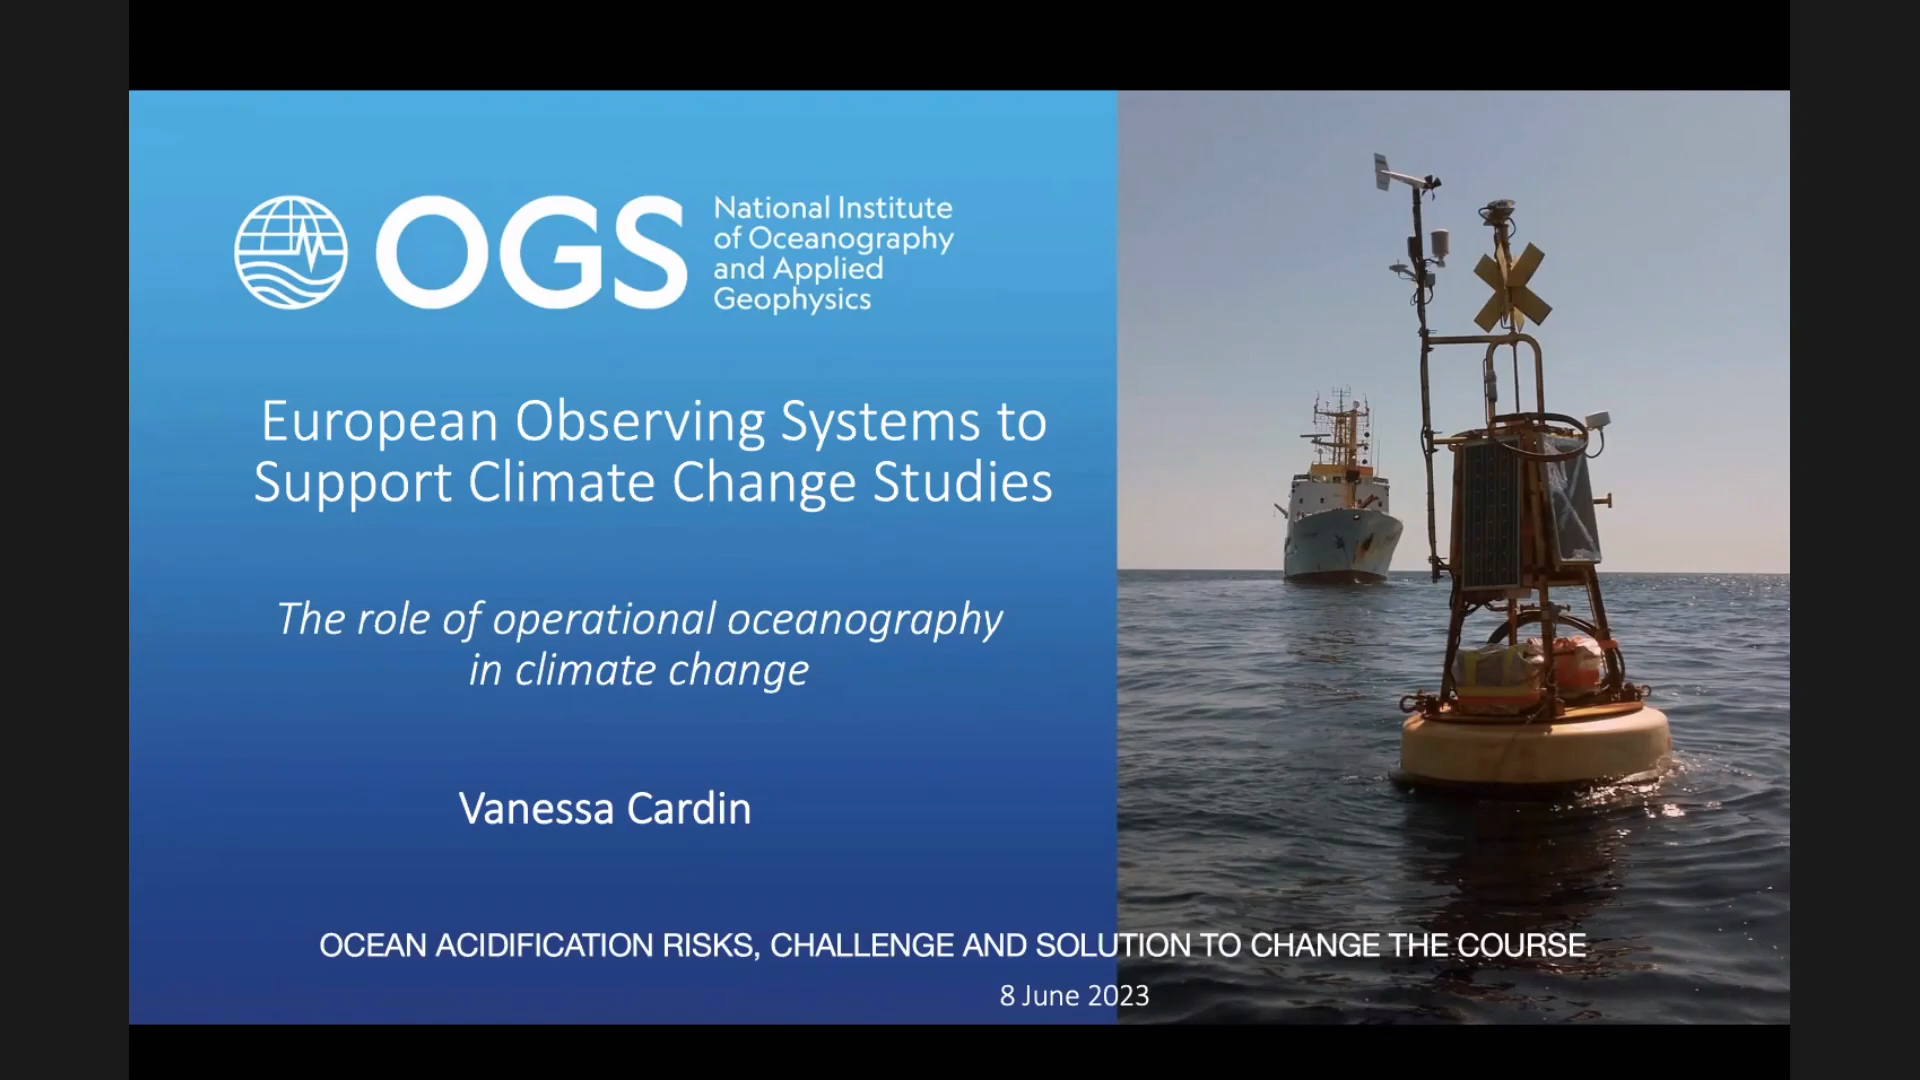 OGS
National Institute
of Oceanography
and Applied
Geophysics
European Observing Systems to
Support Climate Change Studies
The role of operational oceanography
in climate change
Vanessa Cardin
OCEAN ACIDIFICATION RISKS, CHALLENGE AND SOLUTION TO CHANGE THE COURSE
8 June 2023